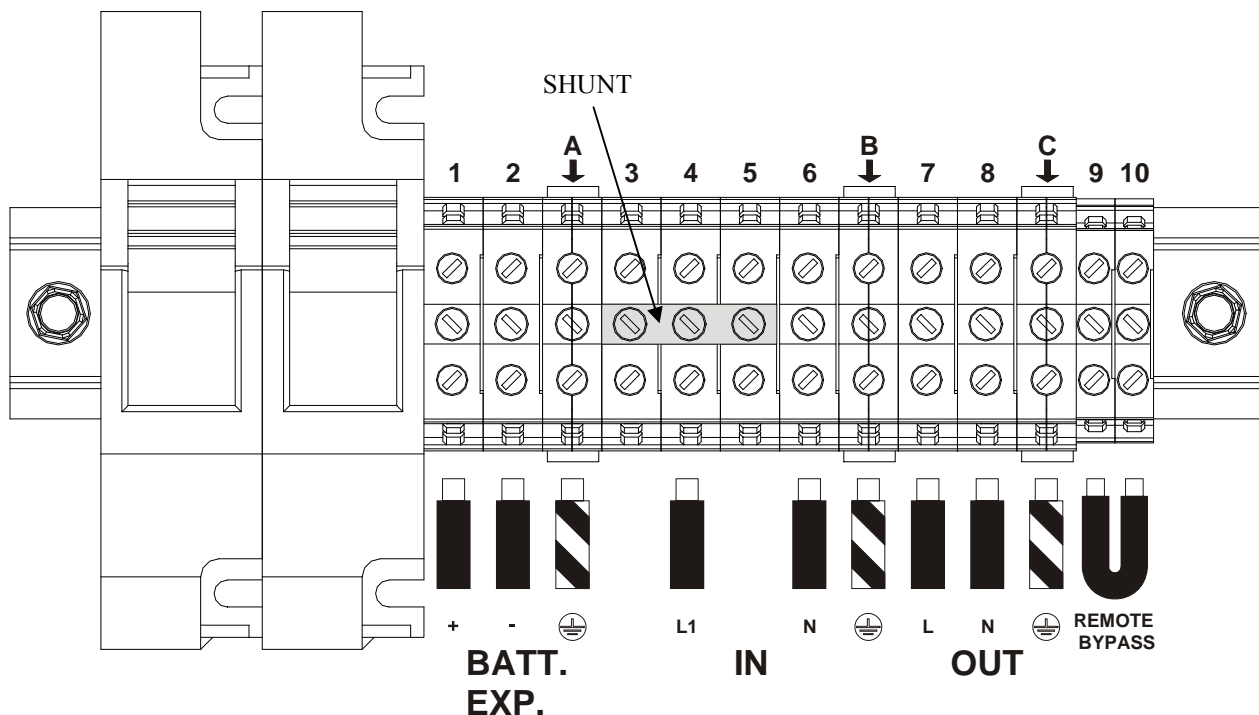 SHUNT
1 2 A 3 4 5 6 B 7 8 C 9 10
+ - L1 N L N REMOTE
BYPASS
BATT. IN OUT
EXP.